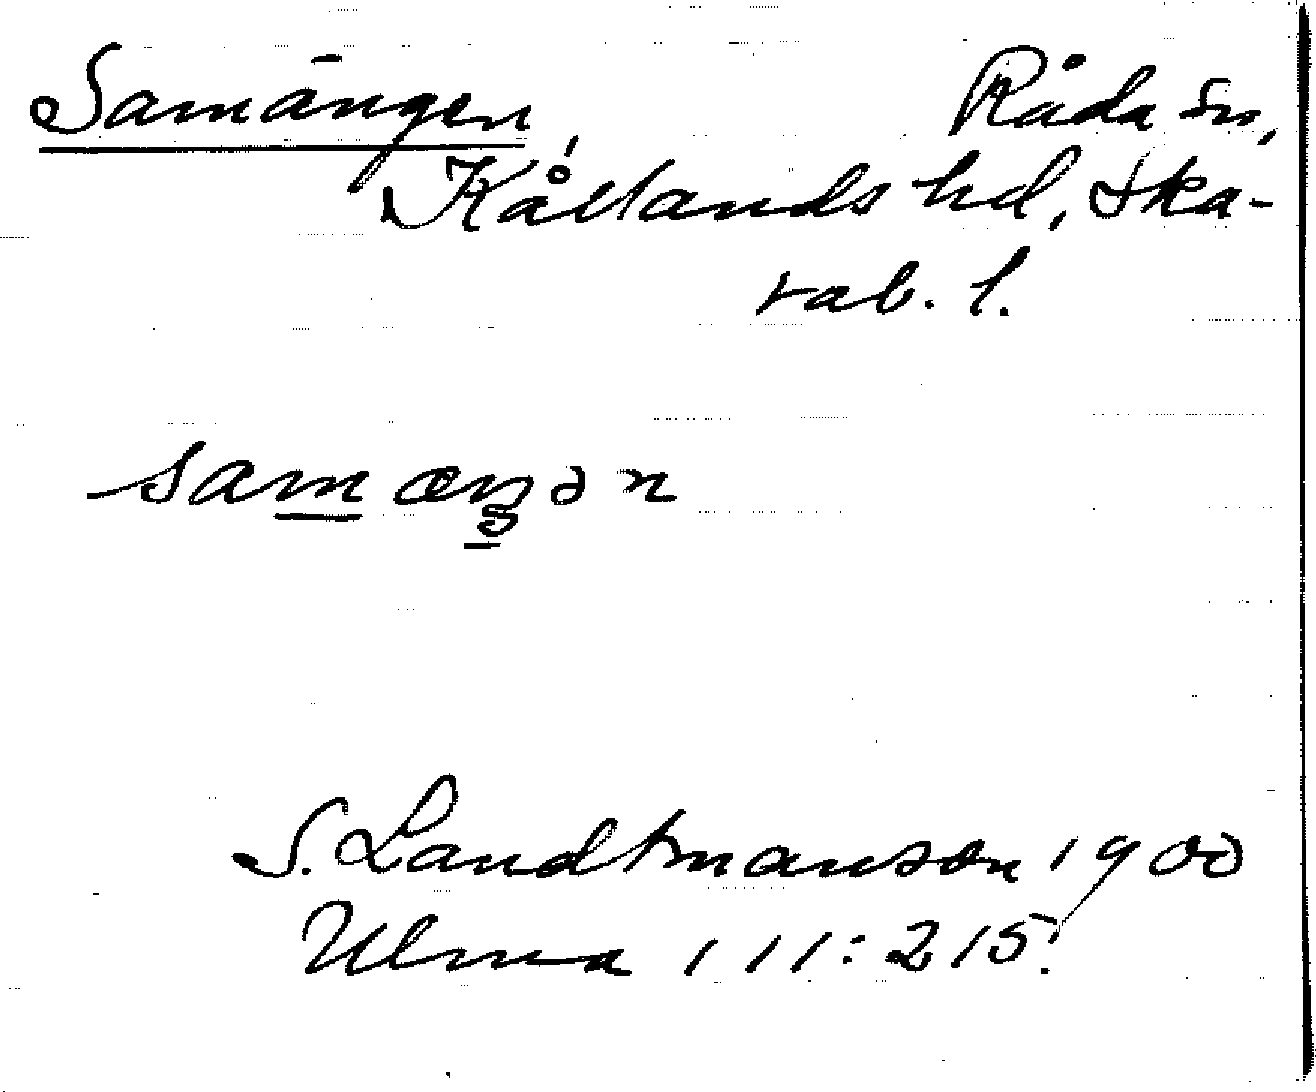 Samängen, Råda sn,
Kållands hd, Ska-
rab. l.
samæŋən
S. Landtmanson 1900
Ulma 111:215.